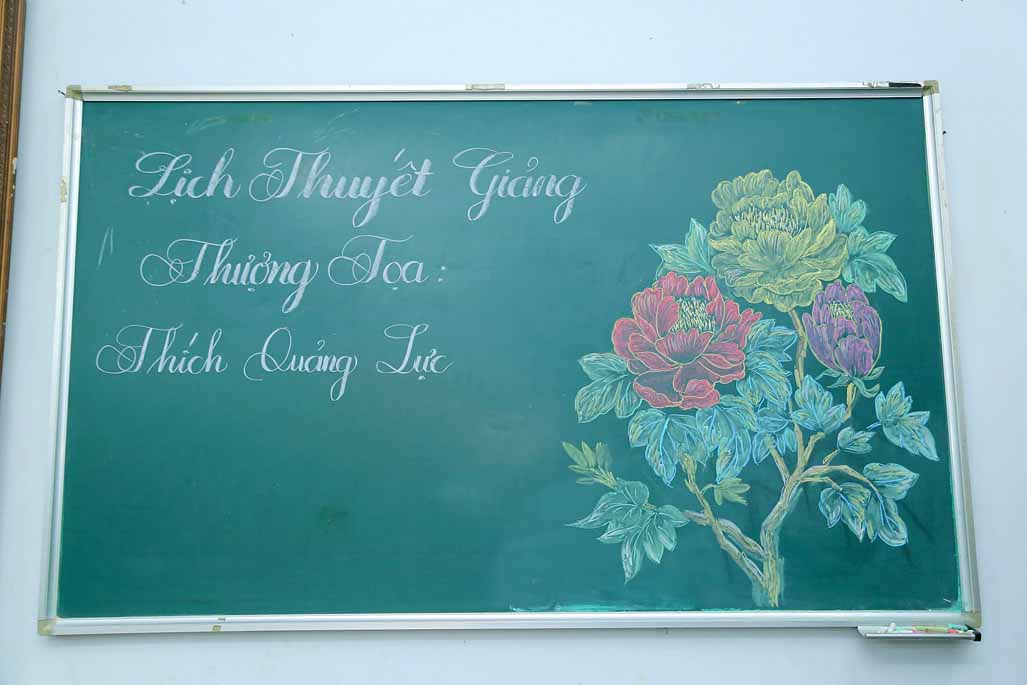 Lịch Thuyết Giảng
Thượng Tọa :
Thích Quảng Lực